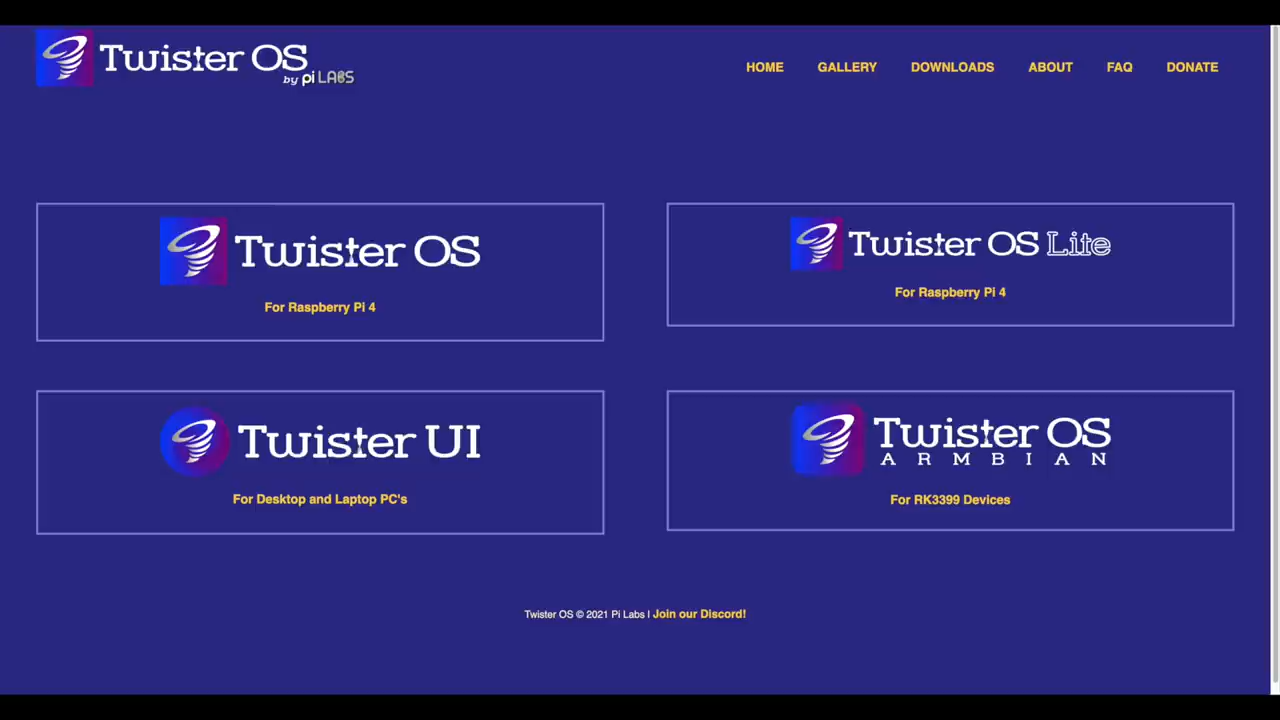 Twister OS
by Pi LABS
HOME
GALLERY
DOWNLOADS
ABOUT
FAQ
DONATE
Twister OS
For Raspberry Pi 4
Twister OS Lite
For Raspberry Pi 4
Twister UI
For Desktop and Laptop PC's
Twister OS
ARMBIAN
For RK3399 Devices
Twister OS © 2021 Pi Labs | Join our Discord!